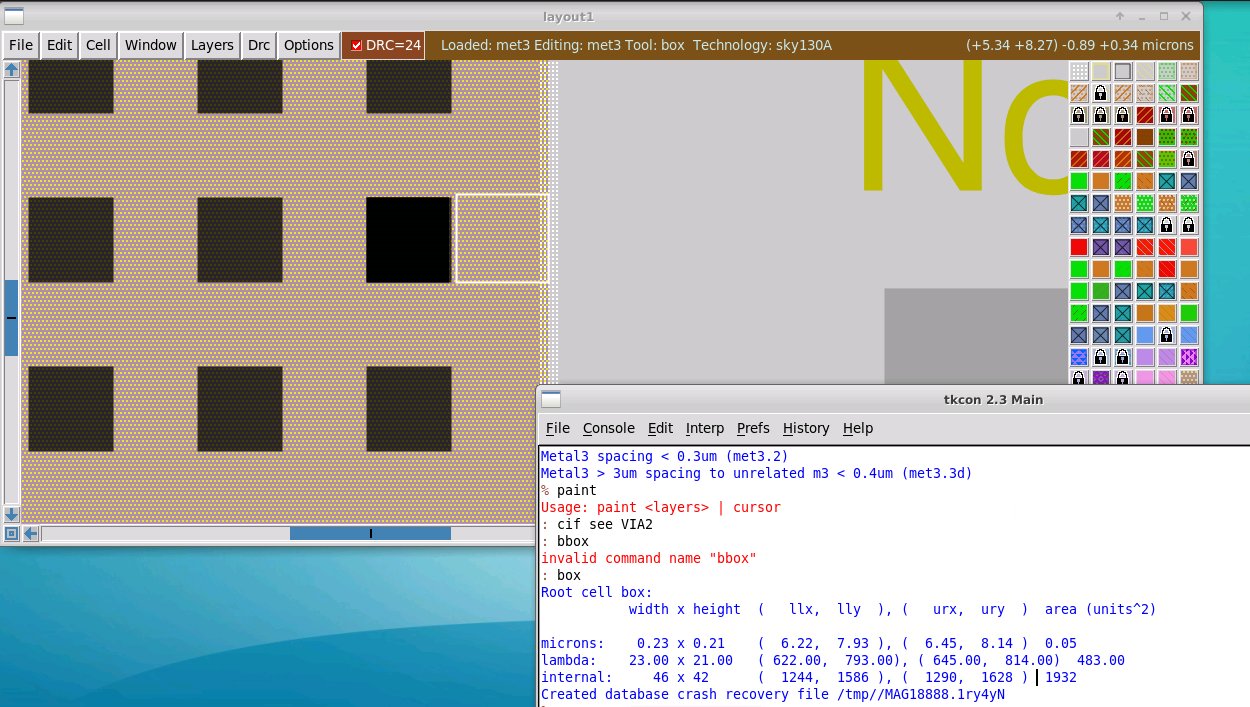 layout1
File Edit Cell Window Layers Drc Options DRC=24 Loaded: met3 Editing: met3 Tool: box Technology: sky130A (+5.34 +8.27) -0.89 +0.34 microns
No
tkcon 2.3 Main
File Console Edit Interp Prefs History Help
Metal3 spacing < 0.3um (met3.2)
Metal3 > 3um spacing to unrelated m3 < 0.4um (met3.3d)
% paint
Usage: paint <layers> | cursor
: cif see VIA2
: bbox
invalid command name "bbox"
: box
Root cell box:
width x height ( llx, lly ), ( urx, ury ) area (units^2)
microns: 0.23 x 0.21 ( 6.22, 7.93 ), ( 6.45, 8.14 ) 0.05
lambda: 23.00 x 21.00 ( 622.00, 793.00), ( 645.00, 814.00) 483.00
internal: 46 x 42 ( 1244, 1586 ), ( 1290, 1628 ) 1932
Created database crash recovery file /tmp//MAG18888.1ry4yN